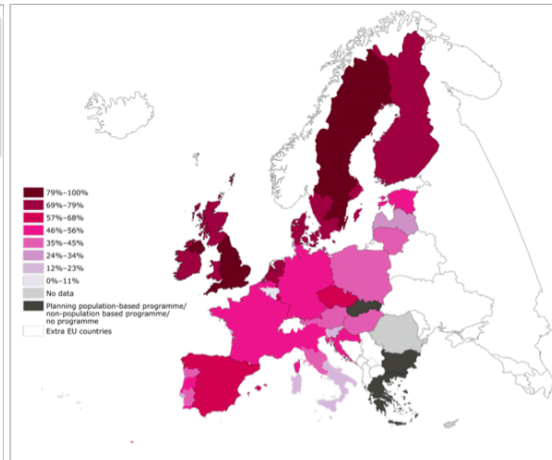 79%–100%
69%–79%
57%–68%
46%–56%
35%–45%
24%–34%
12%–23%
0%–11%
No data
Planning population-based programme/
non-population based programme/
no programme
Extra EU countries